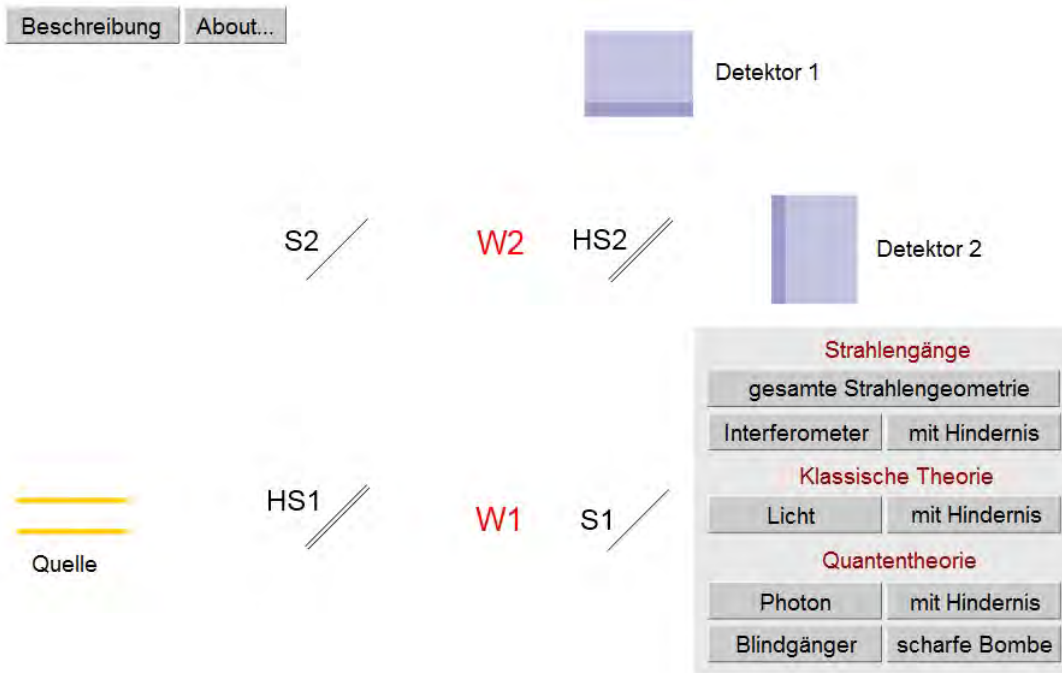 Beschreibung About...
Detektor 1
S2 W2 HS2
Detektor 2
HS1 W1 S1
Quelle
Strahlengänge
gesamte Strahlengeometrie
Interferometer mit Hindernis
Klassische Theorie
Licht mit Hindernis
Quantentheorie
Photon mit Hindernis
Blindgänger scharfe Bombe